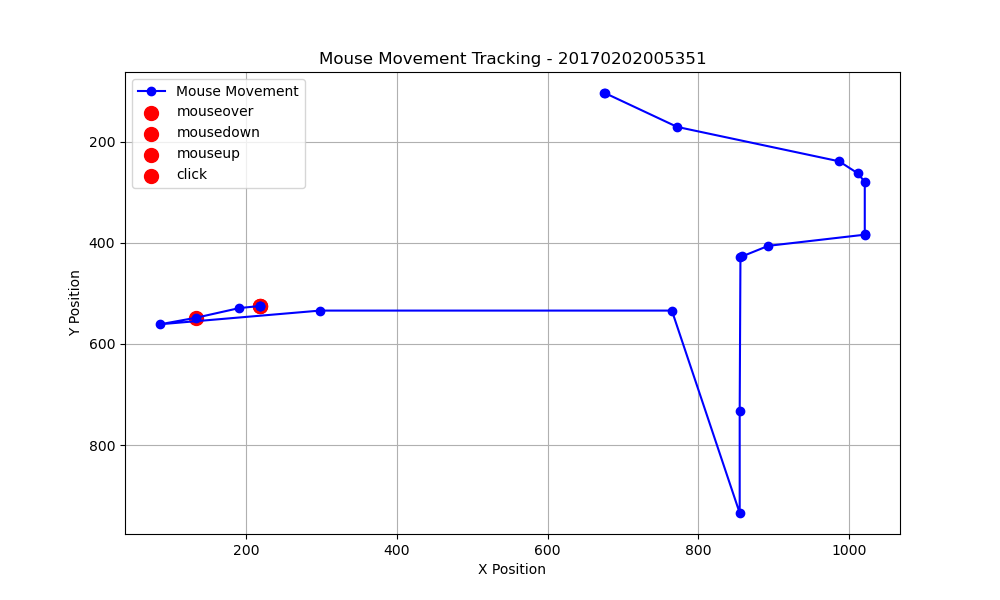 Mouse Movement Tracking - 20170202005351
Mouse Movement
mouseover
mousedown
mouseup
click
200
400
600
800
Y Position
200
400
600
800
1000
X Position